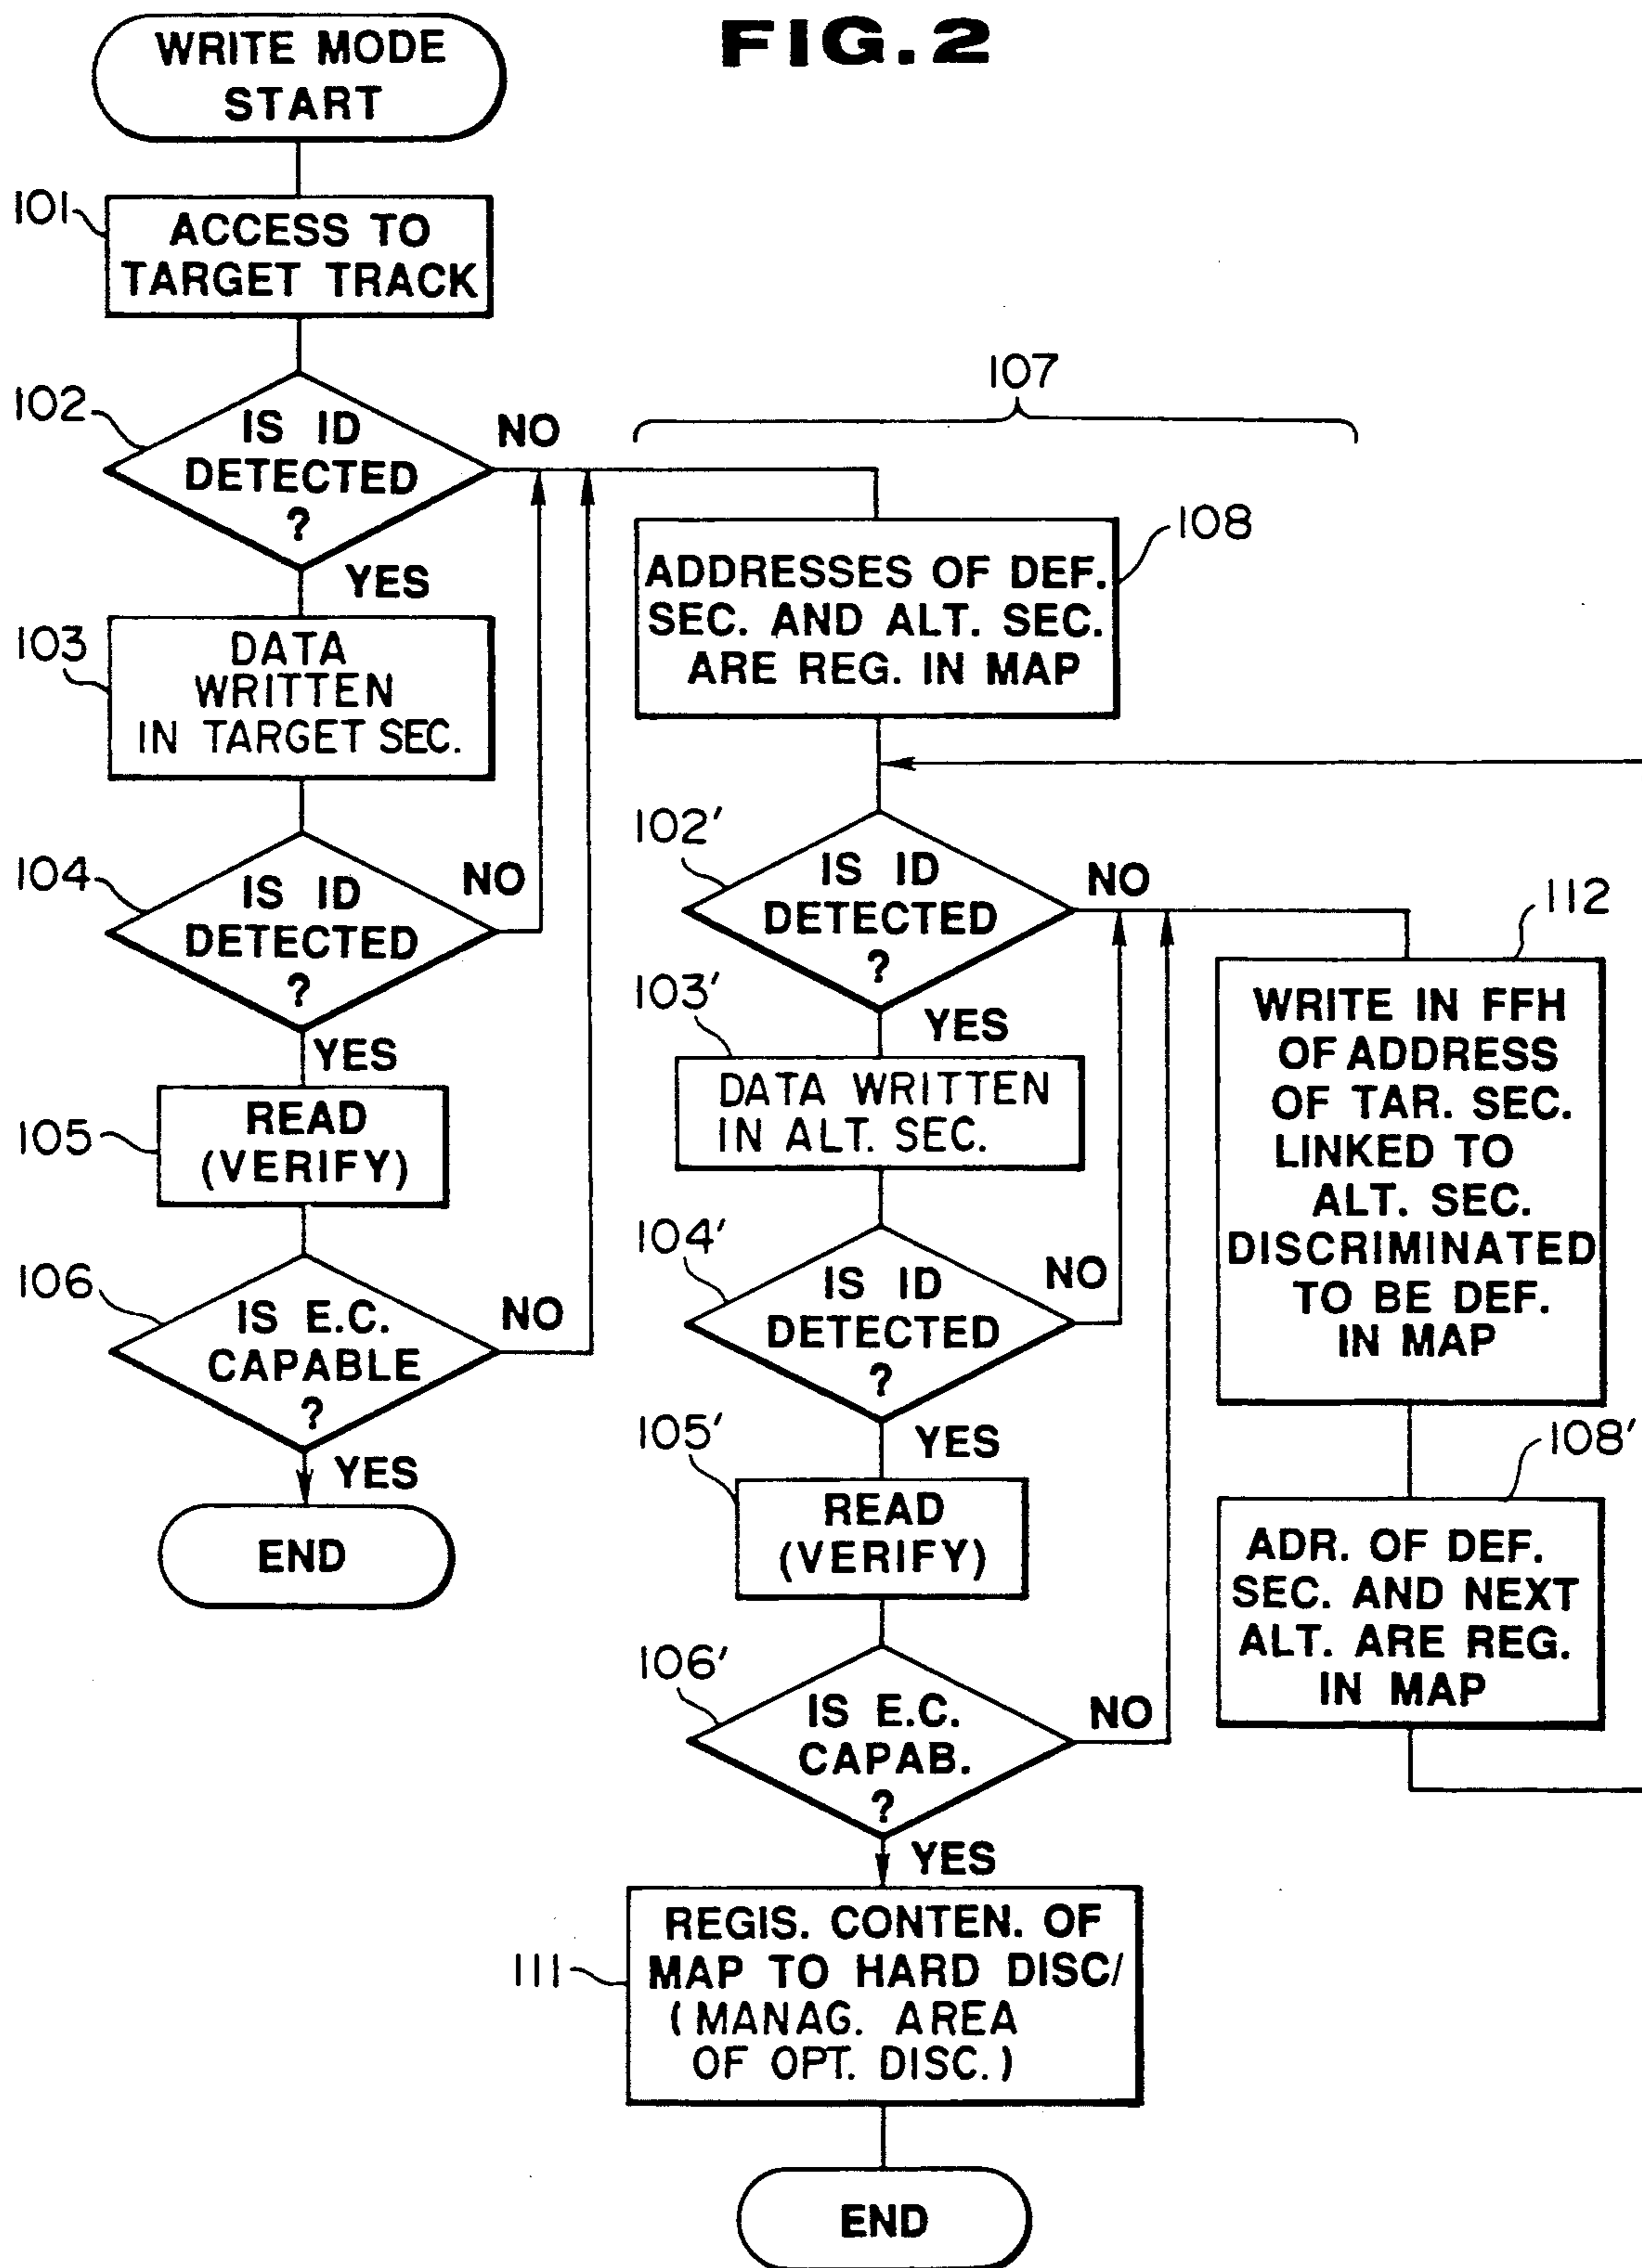 FIG.2
WRITE MODE
START
101
ACCESS TO
TARGET TRACK
102
IS ID
DETECTED
?
NO
YES
103
DATA
WRITTEN
IN TARGET SEC.
104
IS ID
DETECTED
?
NO
YES
105
READ
(VERIFY)
106
IS E.C.
CAPABLE
?
NO
YES
END
107
108
ADDRESSES OF DEF.
SEC. AND ALT. SEC.
ARE REG. IN MAP
102'
IS ID
DETECTED
?
NO
YES
103'
DATA WRITTEN
IN ALT. SEC.
104'
IS ID
DETECTED
?
NO
YES
105'
READ
(VERIFY)
106'
IS E.C.
CAPAB.
?
NO
YES
111
REGIS. CONTEN. OF
MAP TO HARD DISC/
(MANAG. AREA
OF OPT. DISC.)
END
112
WRITE IN FFH
OF ADDRESS
OF TAR. SEC.
LINKED TO
ALT. SEC.
DISCRIMINATED
TO BE DEF.
IN MAP
108'
ADR. OF DEF.
SEC. AND NEXT
ALT. ARE REG.
IN MAP